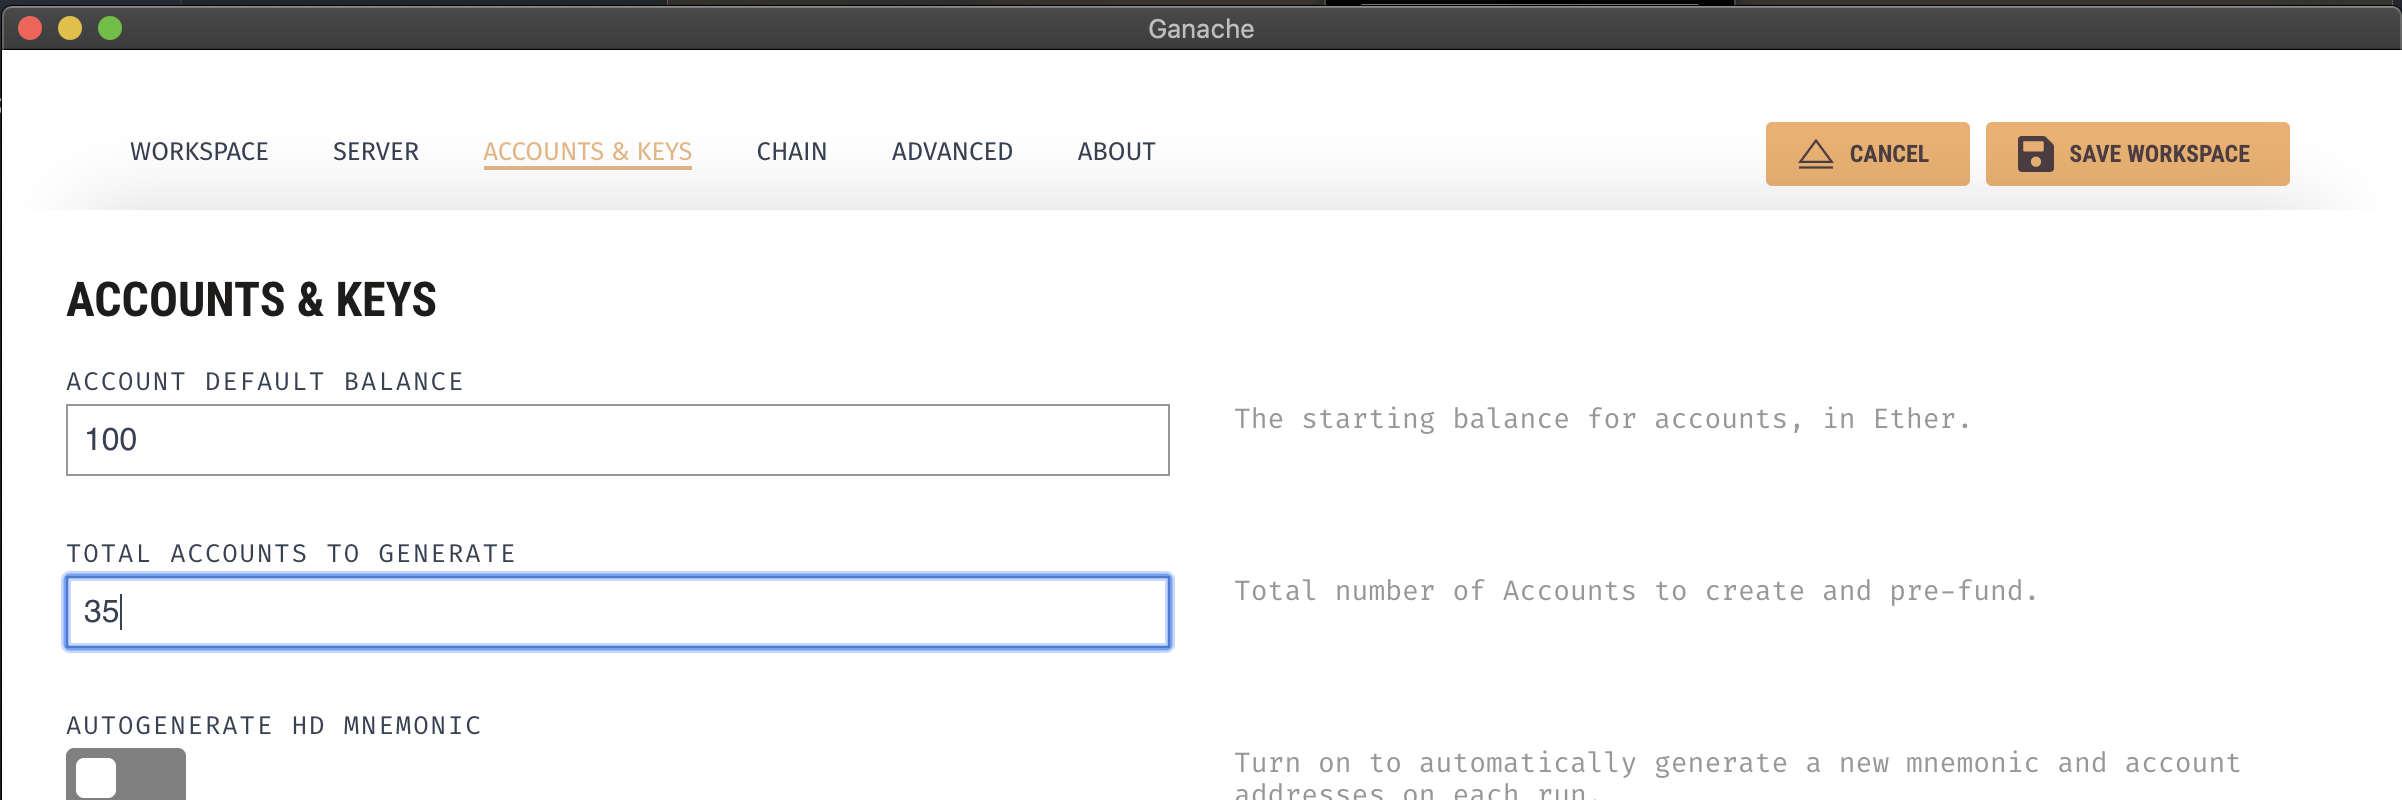 Ganache
WORKSPACE SERVER ACCOUNTS & KEYS CHAIN ADVANCED ABOUT CANCEL SAVE WORKSPACE
ACCOUNTS & KEYS
ACCOUNT DEFAULT BALANCE
100 The starting balance for accounts, in Ether.
TOTAL ACCOUNTS TO GENERATE
35 Total number of Accounts to create and pre-fund.
AUTOGENERATE HD MNEMONIC
Turn on to automatically generate a new mnemonic and account
addresses on each run.